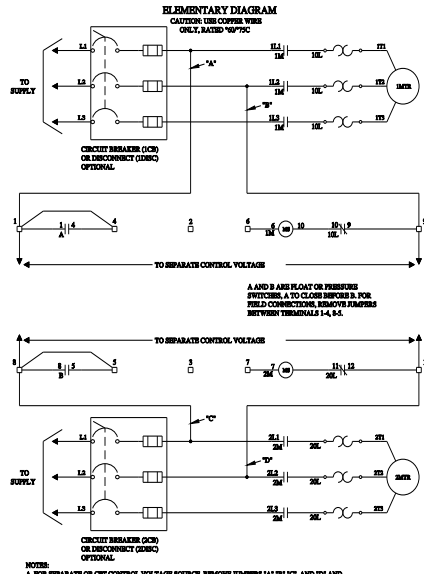 ELEMENTARY DIAGRAM
CAUTION: USE COPPER WIRE
ONLY, RATED "60/"75C
L1
1L1
1M
10L
1T1
"A"
TO
SUPPLY
L2
1L2
1M
10L
1T2
1MTR
"B"
L3
1L3
1M
10L
1T3
CIRCUIT BREAKER (1CB)
OR DISCONNECT (1DISC)
OPTIONAL
1
1 4
A
4
2
6
6
1M
10
10 9
10L
TO SEPARATE CONTROL VOLTAGE
A AND B ARE FLOAT OR PRESSURE
SWITCHES, A TO CLOSE BEFORE B. FOR
FIELD CONNECTIONS, REMOVE JUMPERS
BETWEEN TERMINALS 1-4, 8-5.
TO SEPARATE CONTROL VOLTAGE
8
8 5
B
5
3
7
7
2M
11 12
20L
"C"
L1
2L1
2M
20L
2T1
"D"
TO
SUPPLY
L2
2L2
2M
20L
2T2
2MTR
L3
2L3
2M
20L
2T3
CIRCUIT BREAKER (2CB)
OR DISCONNECT (2DISC)
OPTIONAL
NOTES: